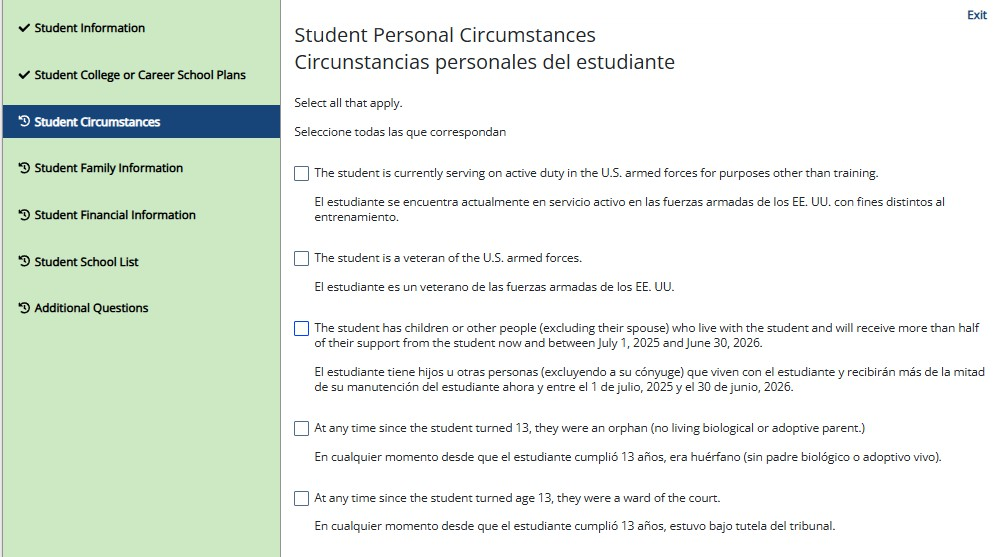 Student Information
Student College or Career School Plans
Student Circumstances
Student Family Information
Student Financial Information
Student School List
Additional Questions
Exit
Student Personal Circumstances
Circunstancias personales del estudiante
Select all that apply.
Seleccione todas las que correspondan
The student is currently serving on active duty in the U.S. armed forces for purposes other than training.
El estudiante se encuentra actualmente en servicio activo en las fuerzas armadas de los EE. UU. con fines distintos al
entrenamiento.
The student is a veteran of the U.S. armed forces.
El estudiante es un veterano de las fuerzas armadas de los EE. UU.
The student has children or other people (excluding their spouse) who live with the student and will receive more than half
of their support from the student now and between July 1, 2025 and June 30, 2026.
El estudiante tiene hijos u otras personas (excluyendo a su cónyuge) que viven con el estudiante y recibirán más de la mitad
de su manutención del estudiante ahora y entre el 1 de julio, 2025 y el 30 de junio, 2026.
At any time since the student turned 13, they were an orphan (no living biological or adoptive parent.)
En cualquier momento desde que el estudiante cumplió 13 años, era huérfano (sin padre biológico o adoptivo vivo).
At any time since the student turned age 13, they were a ward of the court.
En cualquier momento desde que el estudiante cumplió 13 años, estuvo bajo tutela del tribunal.